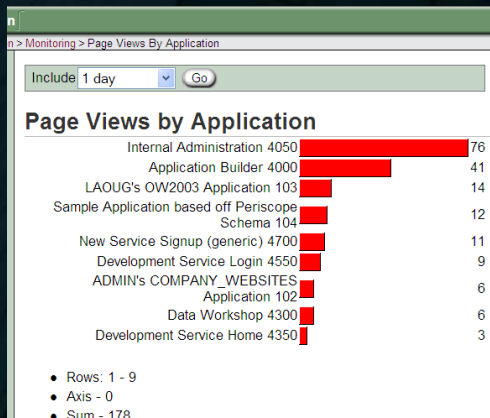 n
n > Monitoring > Page Views By Application
Include 1 day Go
Page Views by Application
Internal Administration 4050 76
Application Builder 4000 41
LAOUG's OW2003 Application 103 14
Sample Application based off Periscope
Schema 104 12
New Service Signup (generic) 4700 11
Development Service Login 4550 9
ADMIN's COMPANY_WEBSITES
Application 102 6
Data Workshop 4300 6
Development Service Home 4350 3
Rows: 1 - 9
Axis - 0
Sum - 178